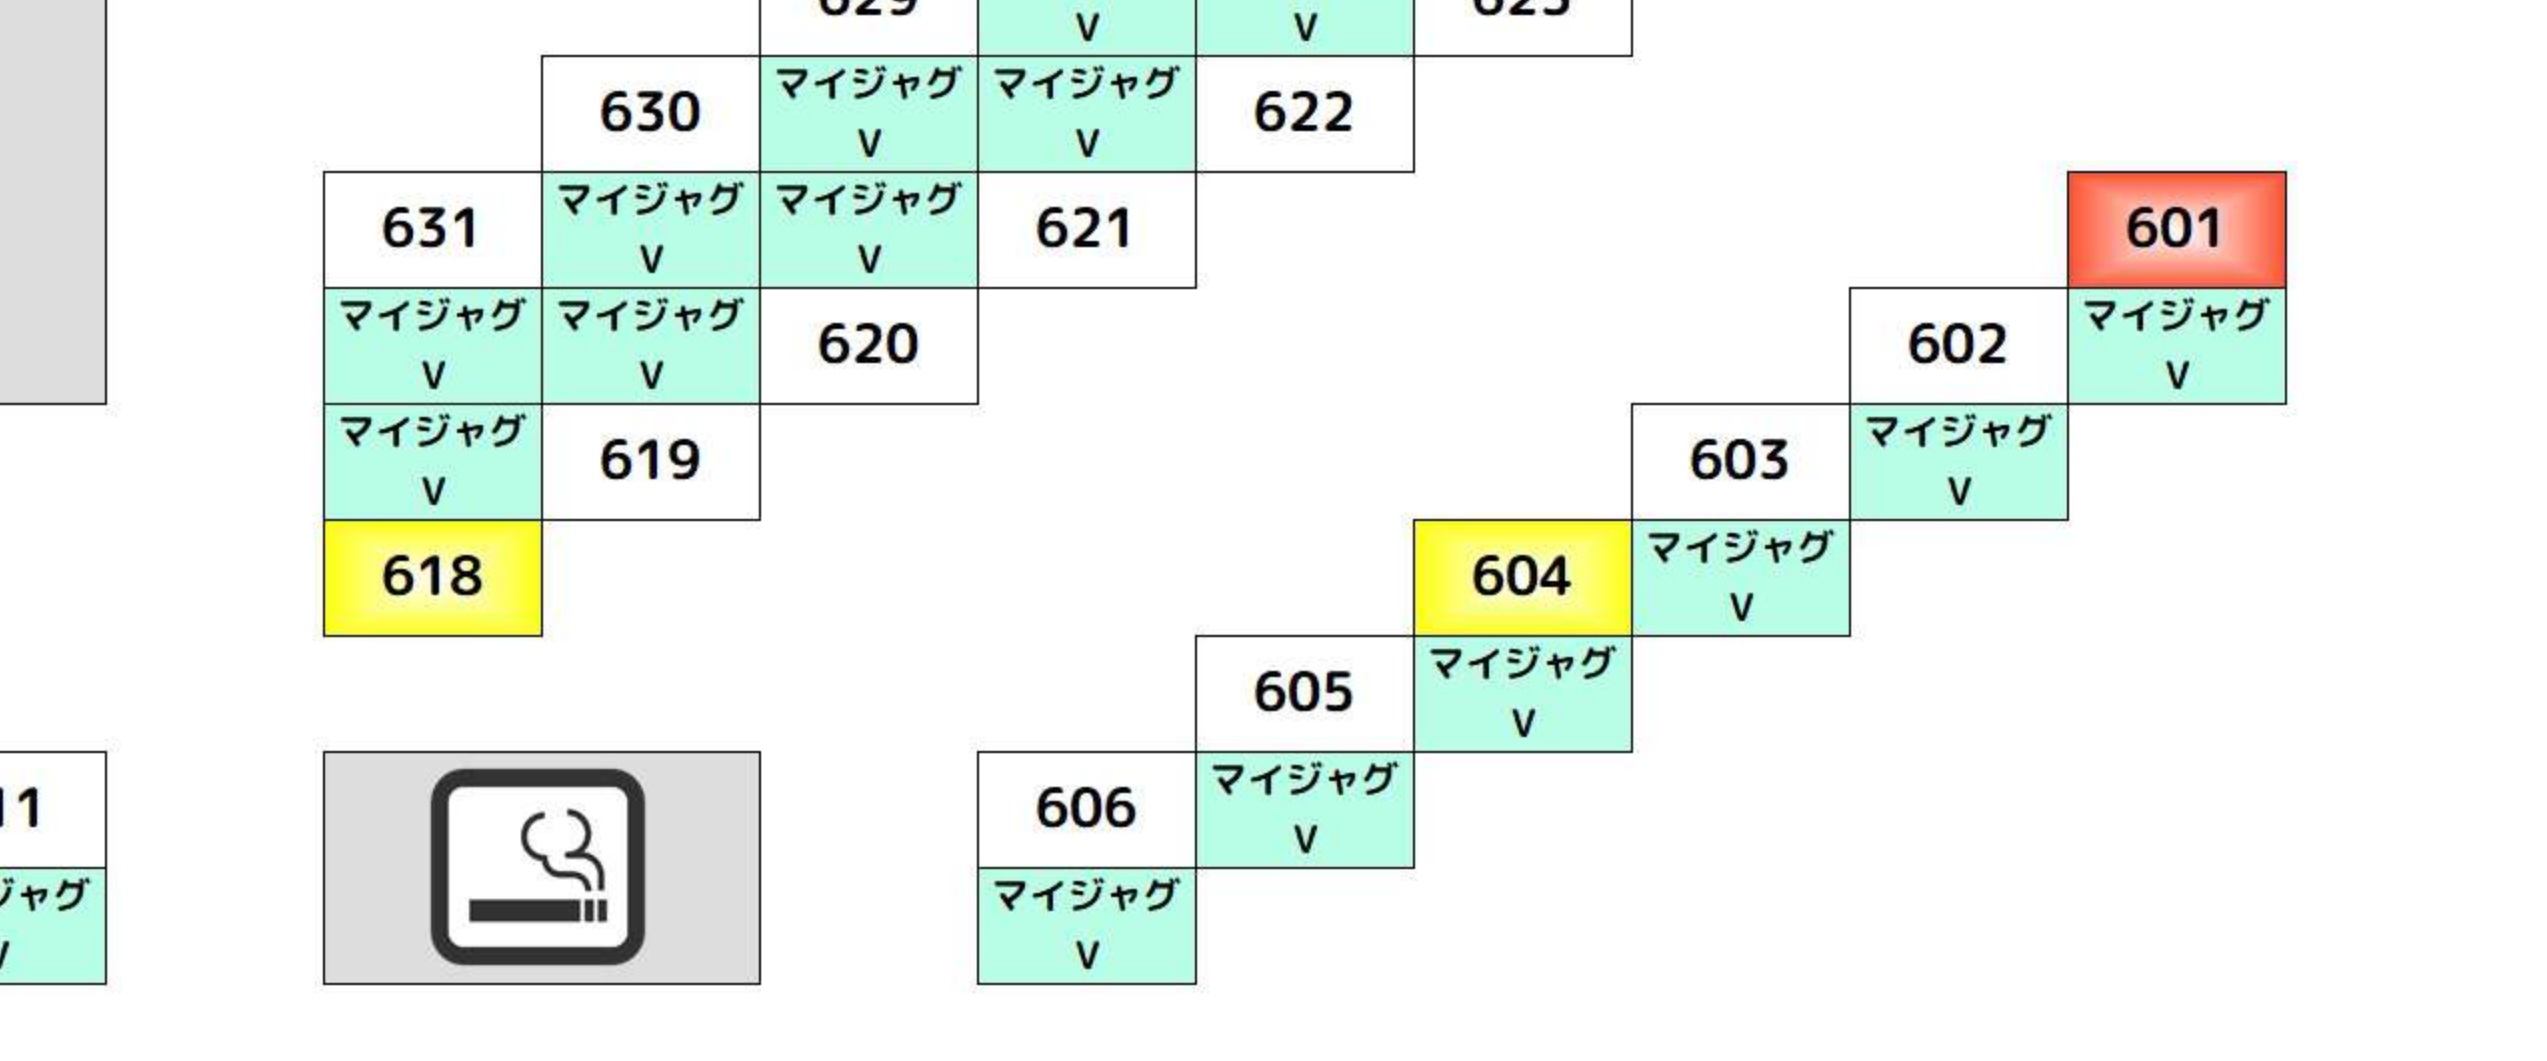 V V
630 マイジャグ マイジャグ 622
V V
631 マイジャグ マイジャグ 621 601
V V
マイジャグ マイジャグ 620 602 マイジャグ
V V V
マイジャグ 619 603 マイジャグ
V V
618 604 マイジャグ
V
605 マイジャグ
V
606 マイジャグ
V
マイジャグ
V